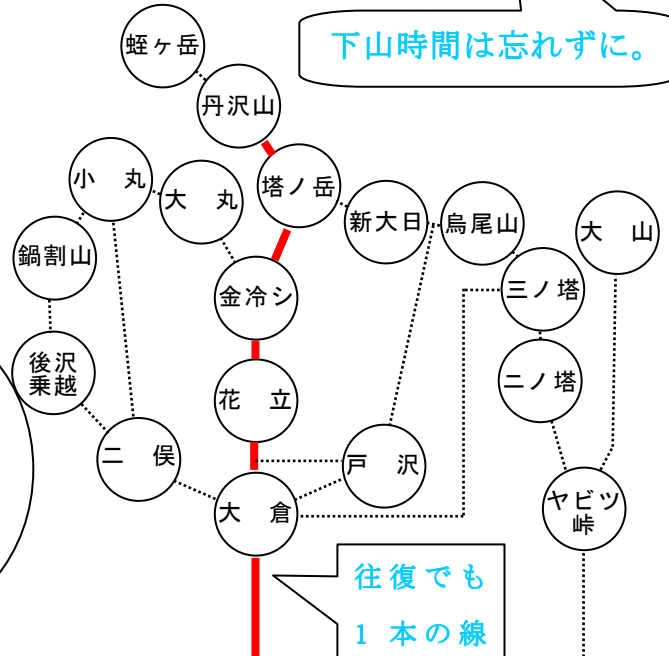 下山時間は忘れずに。
蛭ヶ岳
丹沢山
小 丸
大 丸
塔ノ岳
新大日
烏尾山
大 山
鍋割山
金冷シ
三ノ塔
後沢
乗越
花 立
二ノ塔
二 俣
戸 沢
大 倉
ヤビツ
峠
往復でも
1 本の線